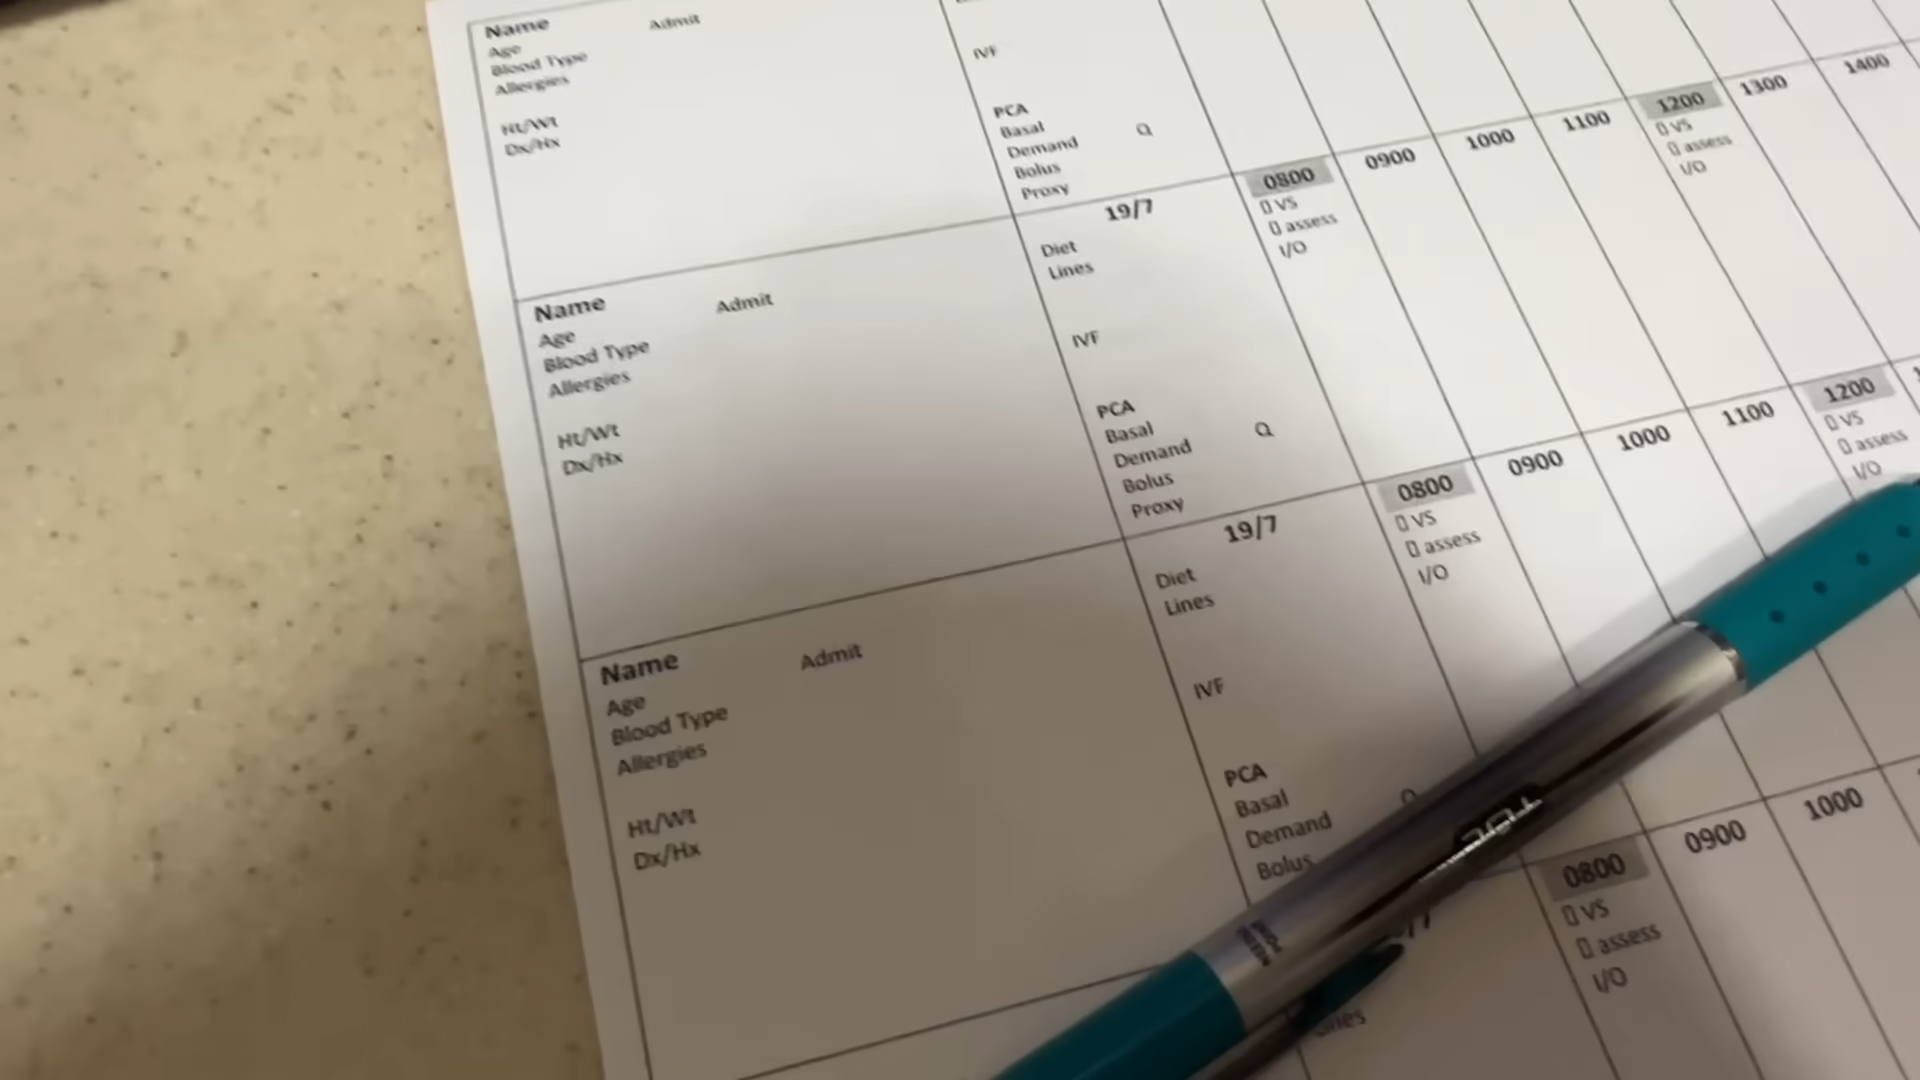 Name Admit
Age
Blood Type
Allergies
Ht/Wt
Dx/Hx
IVF
PCA
Basal
Demand Q
Bolus
Proxy
0800 0900 1000 1100 1200 1300 1400
▯ VS ▯ VS
▯ assess ▯ assess
I/O I/O
Name Admit
Age
Blood Type
Allergies
Ht/Wt
Dx/Hx
19/7
Diet
Lines
IVF
PCA
Basal
Demand Q
Bolus
Proxy
0800 0900 1000 1100 1200
▯ VS ▯ VS
▯ assess ▯ assess
I/O I/O
Name Admit
Age
Blood Type
Allergies
Ht/Wt
Dx/Hx
19/7
Diet
Lines
IVF
PCA
Basal
Demand
Bolus
0800 0900 1000
▯ VS
▯ assess
I/O